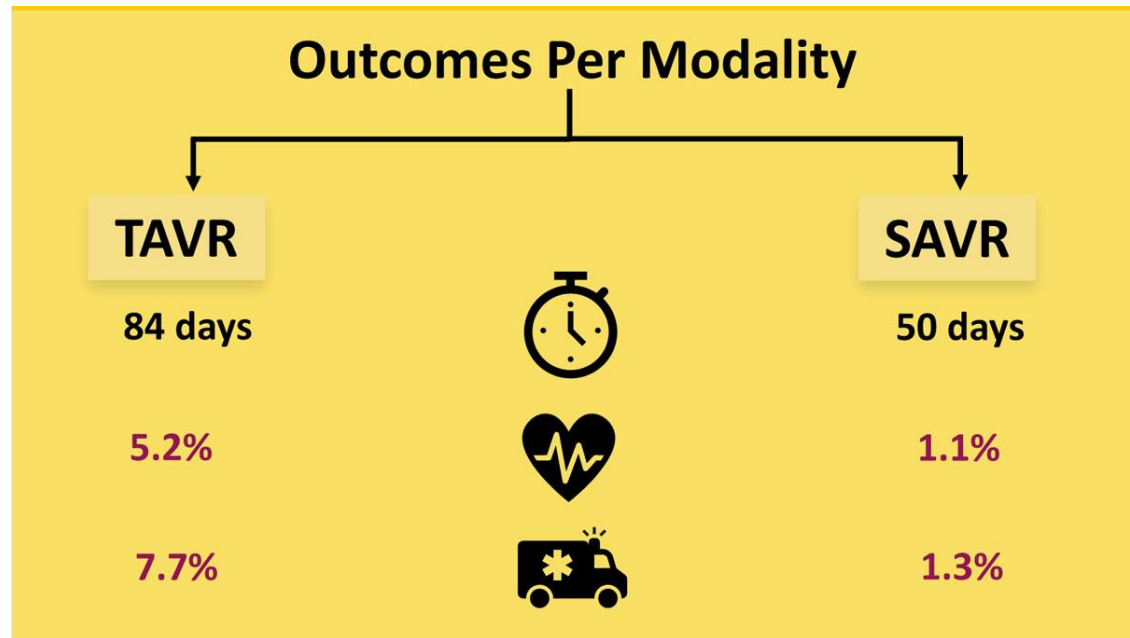 Outcomes Per Modality
TAVR
SAVR
84 days
50 days
5.2%
1.1%
7.7%
1.3%